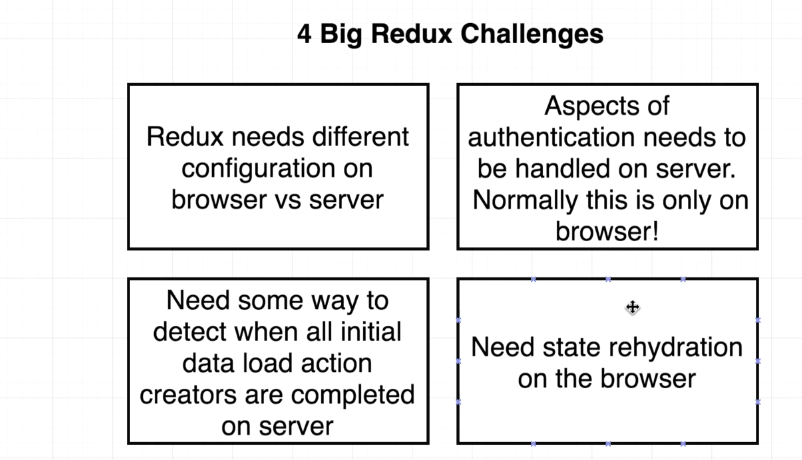 4 Big Redux Challenges
Redux needs different
configuration on
browser vs server
Aspects of
authentication needs to
be handled on server.
Normally this is only on
browser!
Need some way to
detect when all initial
data load action
creators are completed
on server
Need state rehydration
on the browser